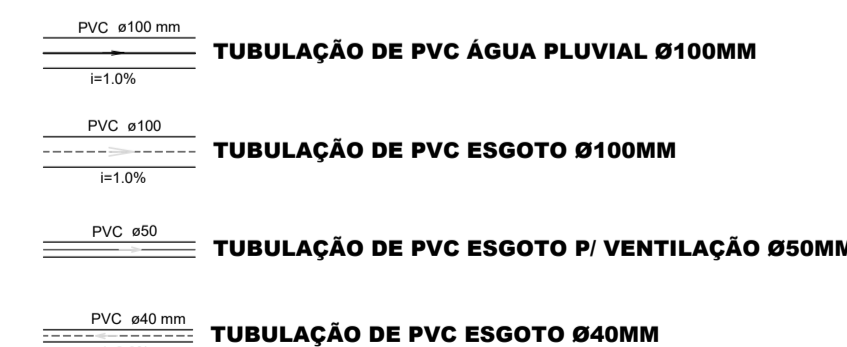 PVC ø100 mm
TUBULAÇÃO DE PVC ÁGUA PLUVIAL Ø100MM
i=1.0%
PVC ø100
TUBULAÇÃO DE PVC ESGOTO Ø100MM
i=1.0%
PVC ø50
TUBULAÇÃO DE PVC ESGOTO P/ VENTILAÇÃO Ø50MM
PVC ø40 mm
TUBULAÇÃO DE PVC ESGOTO Ø40MM